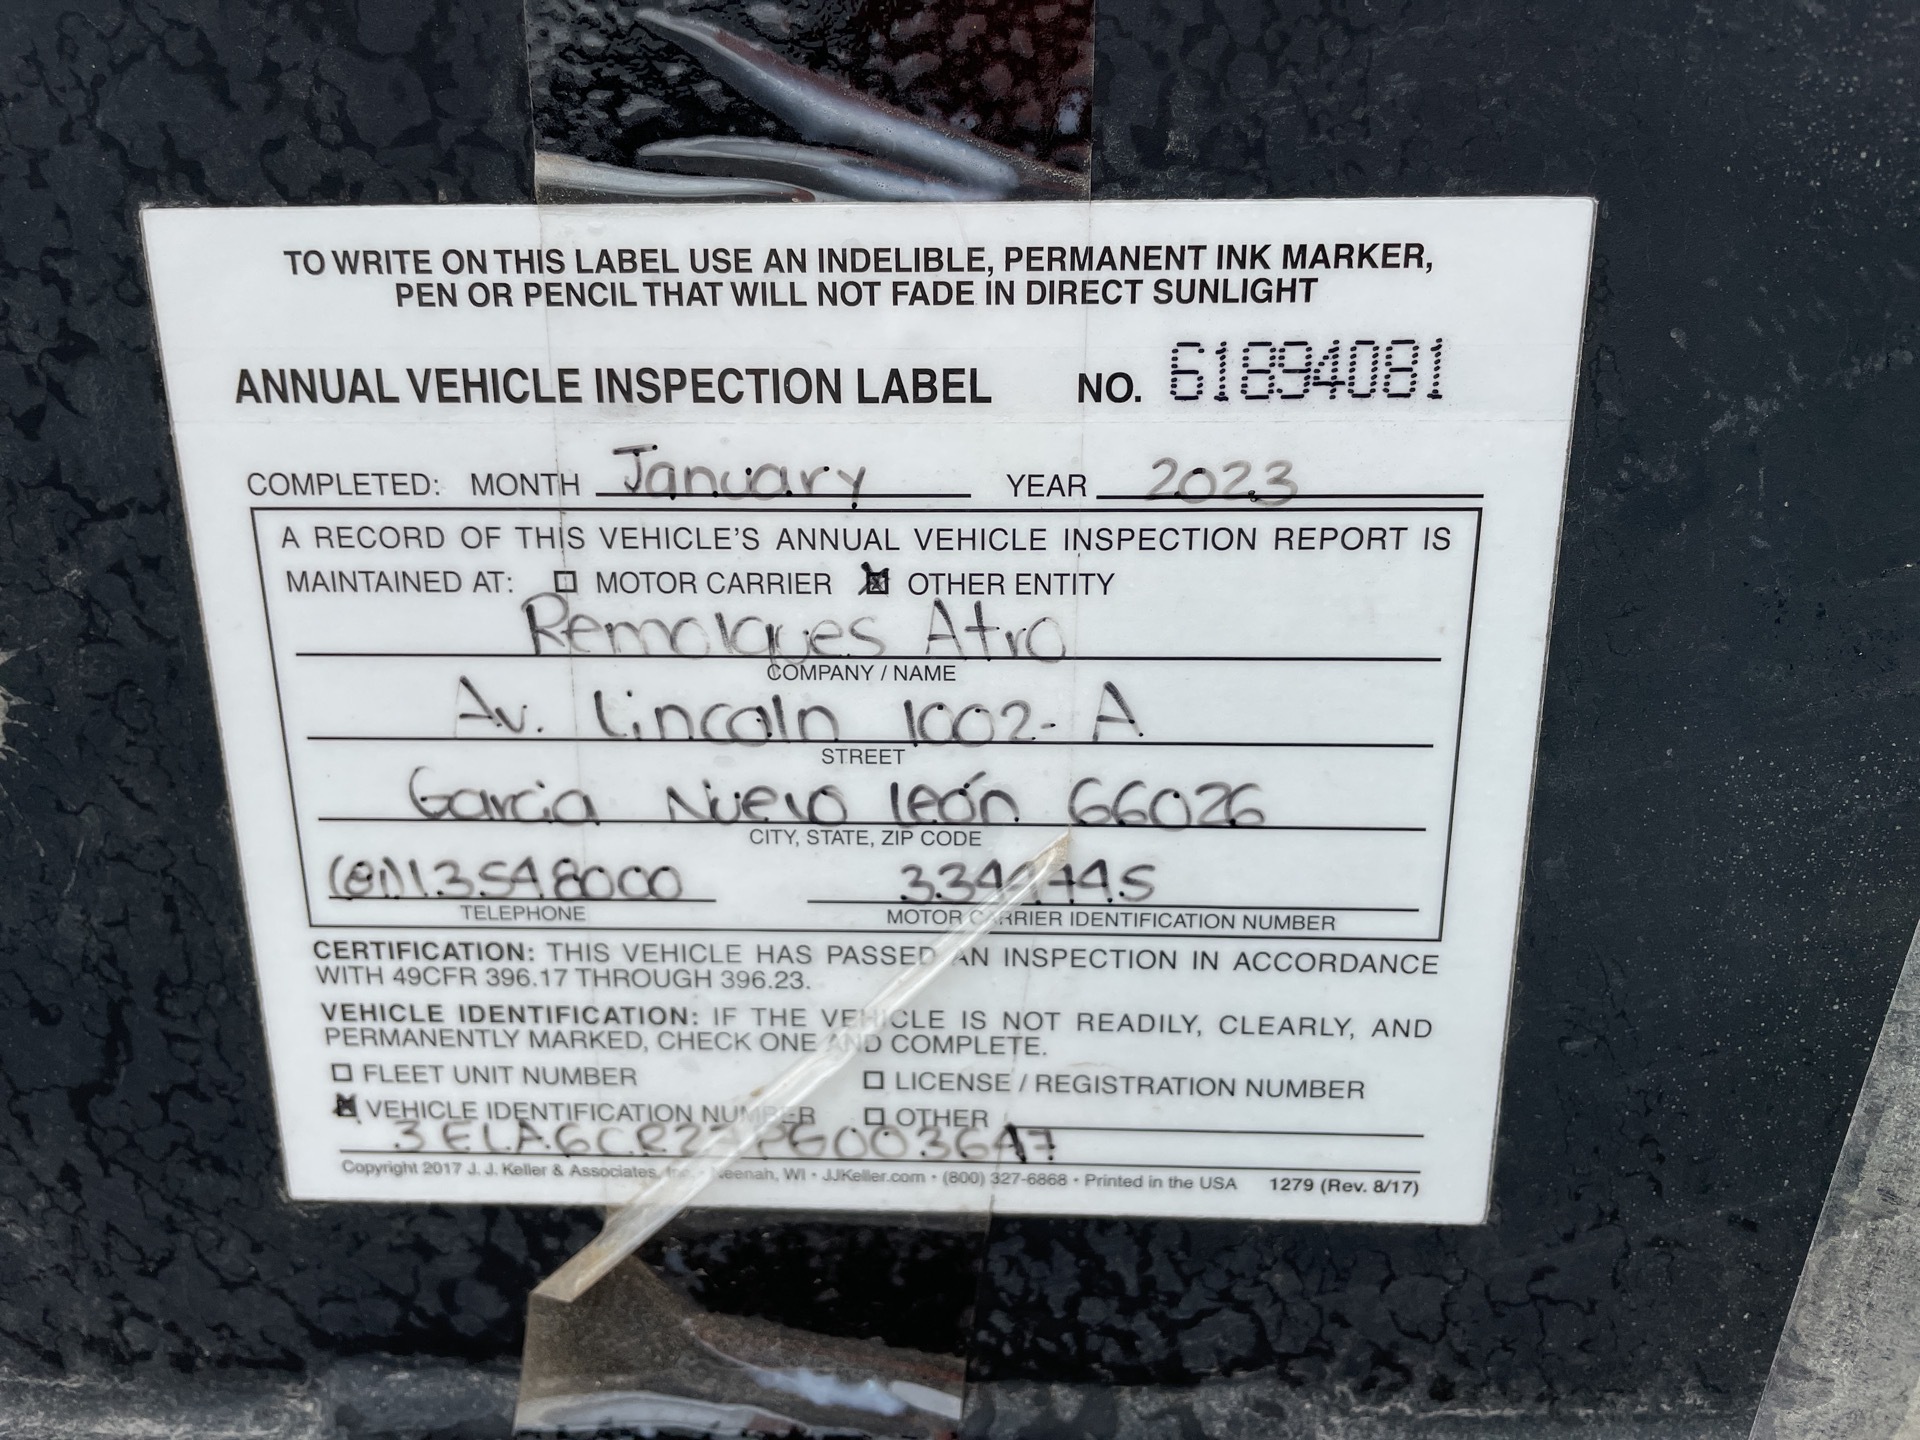 TO WRITE ON THIS LABEL USE AN INDELIBLE, PERMANENT INK MARKER,
PEN OR PENCIL THAT WILL NOT FADE IN DIRECT SUNLIGHT
ANNUAL VEHICLE INSPECTION LABEL NO. 61894081
COMPLETED: MONTH January YEAR 2023
A RECORD OF THIS VEHICLE'S ANNUAL VEHICLE INSPECTION REPORT IS
MAINTAINED AT: ☐ MOTOR CARRIER ☒ OTHER ENTITY
Remolques Atro
COMPANY / NAME
Av. Lincoln 1002-A
STREET
Garcia Nuevo León 66026
CITY, STATE, ZIP CODE
(81)13548000
TELEPHONE MOTOR CARRIER IDENTIFICATION NUMBER
CERTIFICATION: THIS VEHICLE HAS PASSED AN INSPECTION IN ACCORDANCE
WITH 49CFR 396.17 THROUGH 396.23.
VEHICLE IDENTIFICATION: IF THE VEHICLE IS NOT READILY, CLEARLY, AND
PERMANENTLY MARKED, CHECK ONE AND COMPLETE.
☐ FLEET UNIT NUMBER ☐ LICENSE / REGISTRATION NUMBER
☒ VEHICLE IDENTIFICATION NUMBER ☐ OTHER
Copyright 2017 J. J. Keller & Associates, Inc. • Neenah, WI • JJKeller.com • (800) 327-6868 • Printed in the USA 1279 (Rev. 8/17)